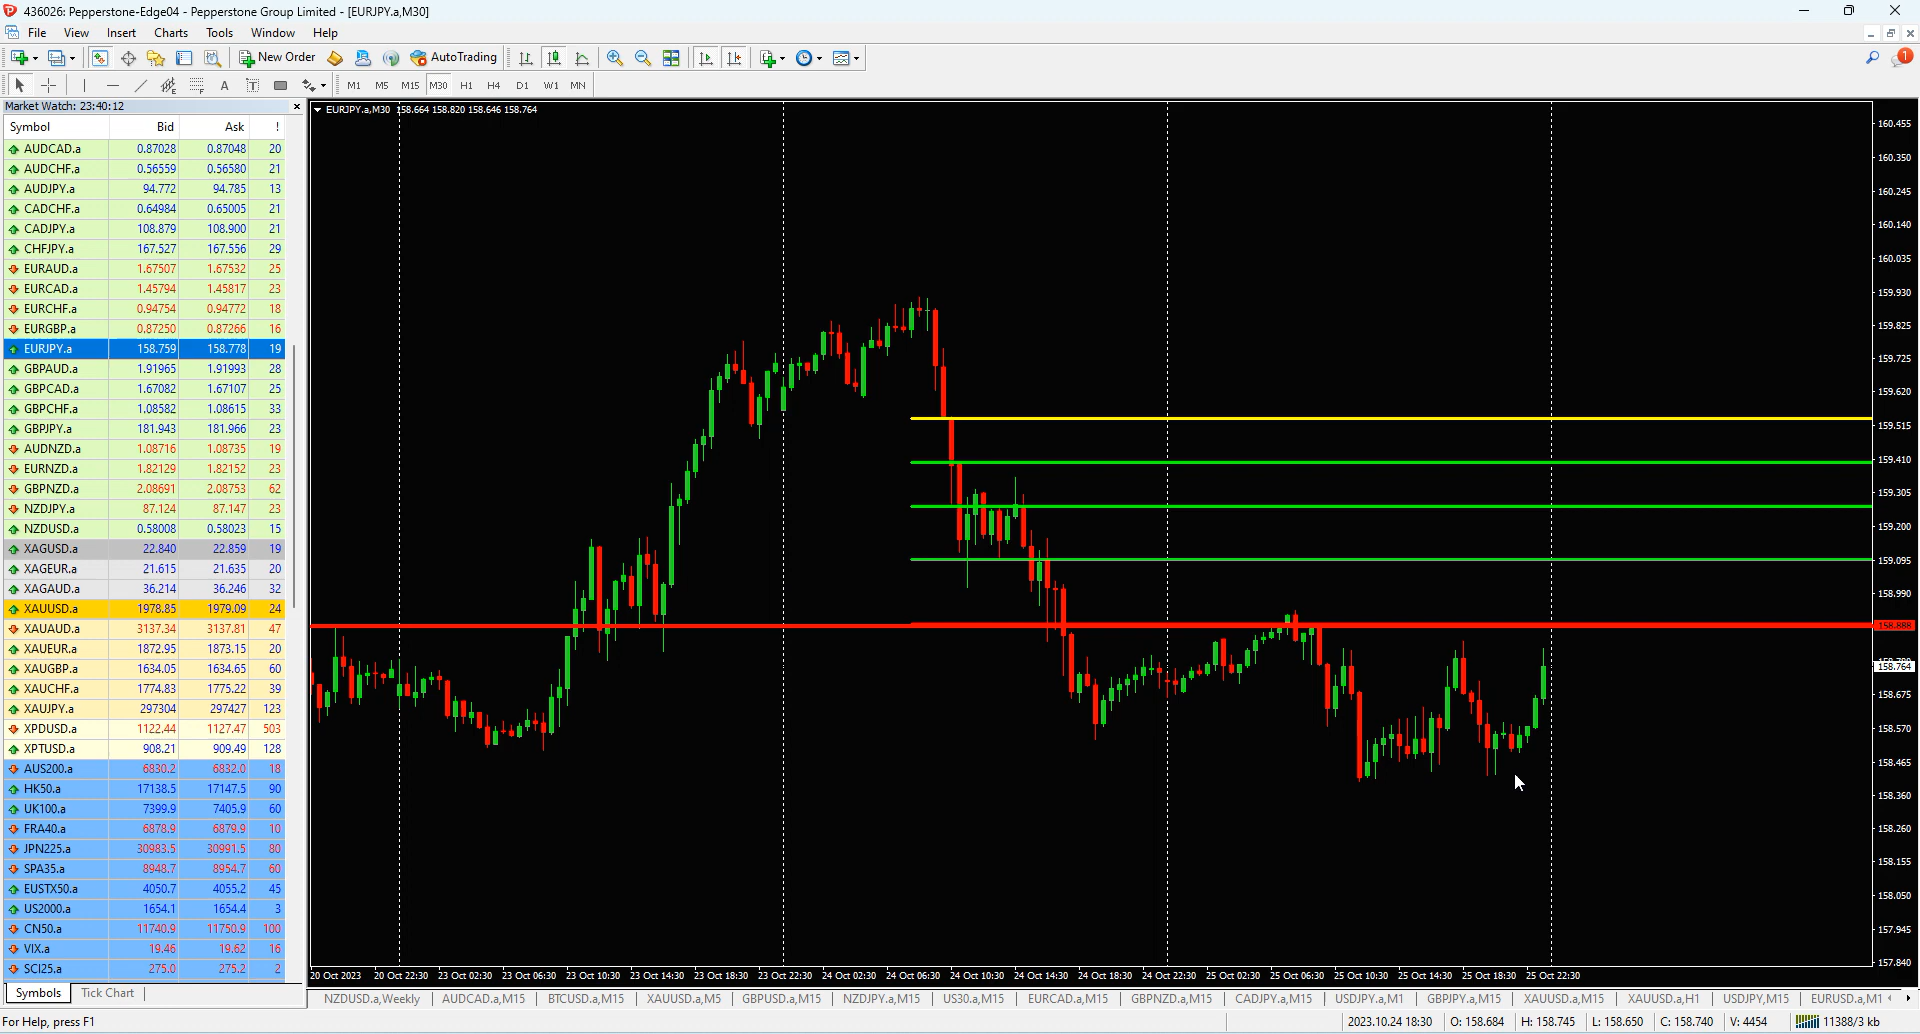 436026: Pepperstone-Edge04 - Pepperstone Group Limited - [EURJPY.a,M30]
File View Insert Charts Tools Window Help
New Order AutoTrading 1
A T M1 M5 M15 M30 H1 H4 D1 W1 MN
Market Watch: 23:40:12
Symbol Bid Ask !
AUDCAD.a 0.87028 0.87048 20
AUDCHF.a 0.56559 0.56580 21
AUDJPY.a 94.772 94.785 13
CADCHF.a 0.64984 0.65005 21
CADJPY.a 108.879 108.900 21
CHFJPY.a 167.527 167.556 29
EURAUD.a 1.67507 1.67532 25
EURCAD.a 1.45794 1.45817 23
EURCHF.a 0.94754 0.94772 18
EURGBP.a 0.87250 0.87266 16
EURJPY.a 158.759 158.778 19
GBPAUD.a 1.91965 1.91993 28
GBPCAD.a 1.67082 1.67107 25
GBPCHF.a 1.08582 1.08615 33
GBPJPY.a 181.943 181.966 23
AUDNZD.a 1.08716 1.08735 19
EURNZD.a 1.82129 1.82152 23
GBPNZD.a 2.08691 2.08753 62
NZDJPY.a 87.124 87.147 23
NZDUSD.a 0.58008 0.58023 15
XAGUSD.a 22.840 22.859 19
XAGEUR.a 21.615 21.635 20
XAGAUD.a 36.214 36.246 32
XAUUSD.a 1978.85 1979.09 24
XAUAUD.a 3137.34 3137.81 47
XAUEUR.a 1872.95 1873.15 20
XAUGBP.a 1634.05 1634.65 60
XAUCHF.a 1774.83 1775.22 39
XAUJPY.a 297304 297427 123
XPDUSD.a 1122.44 1127.47 503
XPTUSD.a 908.21 909.49 128
AUS200.a 6830.2 6832.0 18
HK50.a 17138.5 17147.5 90
UK100.a 7399.9 7405.9 60
FRA40.a 6878.9 6879.9 10
JPN225.a 30983.5 30991.5 80
SPA35.a 8948.7 8954.7 60
EUSTX50.a 4050.7 4055.2 45
US2000.a 1654.1 1654.4 3
CN50.a 11740.9 11750.9 100
VIX.a 19.46 19.62 16
SCI25.a 275.0 275.2 2
Symbols Tick Chart
EURJPY.a,M30 158.664 158.820 158.646 158.764
160.455
160.350
160.245
160.140
160.035
159.930
159.825
159.725
159.620
159.515
159.410
159.305
159.200
159.095
158.990
158.888
158.764
158.675
158.570
158.465
158.360
158.260
158.155
158.050
157.945
157.840
20 Oct 2023 20 Oct 22:30 23 Oct 02:30 23 Oct 06:30 23 Oct 10:30 23 Oct 14:30 23 Oct 18:30 23 Oct 22:30 24 Oct 02:30 24 Oct 06:30 24 Oct 10:30 24 Oct 14:30 24 Oct 18:30 24 Oct 22:30 25 Oct 02:30 25 Oct 06:30 25 Oct 10:30 25 Oct 14:30 25 Oct 18:30 25 Oct 22:30
NZDUSD.a,Weekly AUDCAD.a,M15 BTCUSD.a,M15 XAUUSD.a,M5 GBPUSD.a,M15 NZDJPY.a,M15 US30.a,M15 EURCAD.a,M15 GBPNZD.a,M15 CADJPY.a,M15 USDJPY.a,M1 GBPJPY.a,M15 XAUUSD.a,M15 XAUUSD.a,H1 USDJPY,M15 EURUSD.a,M1
For Help, press F1 2023.10.24 18:30 O: 158.684 H: 158.745 L: 158.650 C: 158.740 V: 4454 11388/3 kb